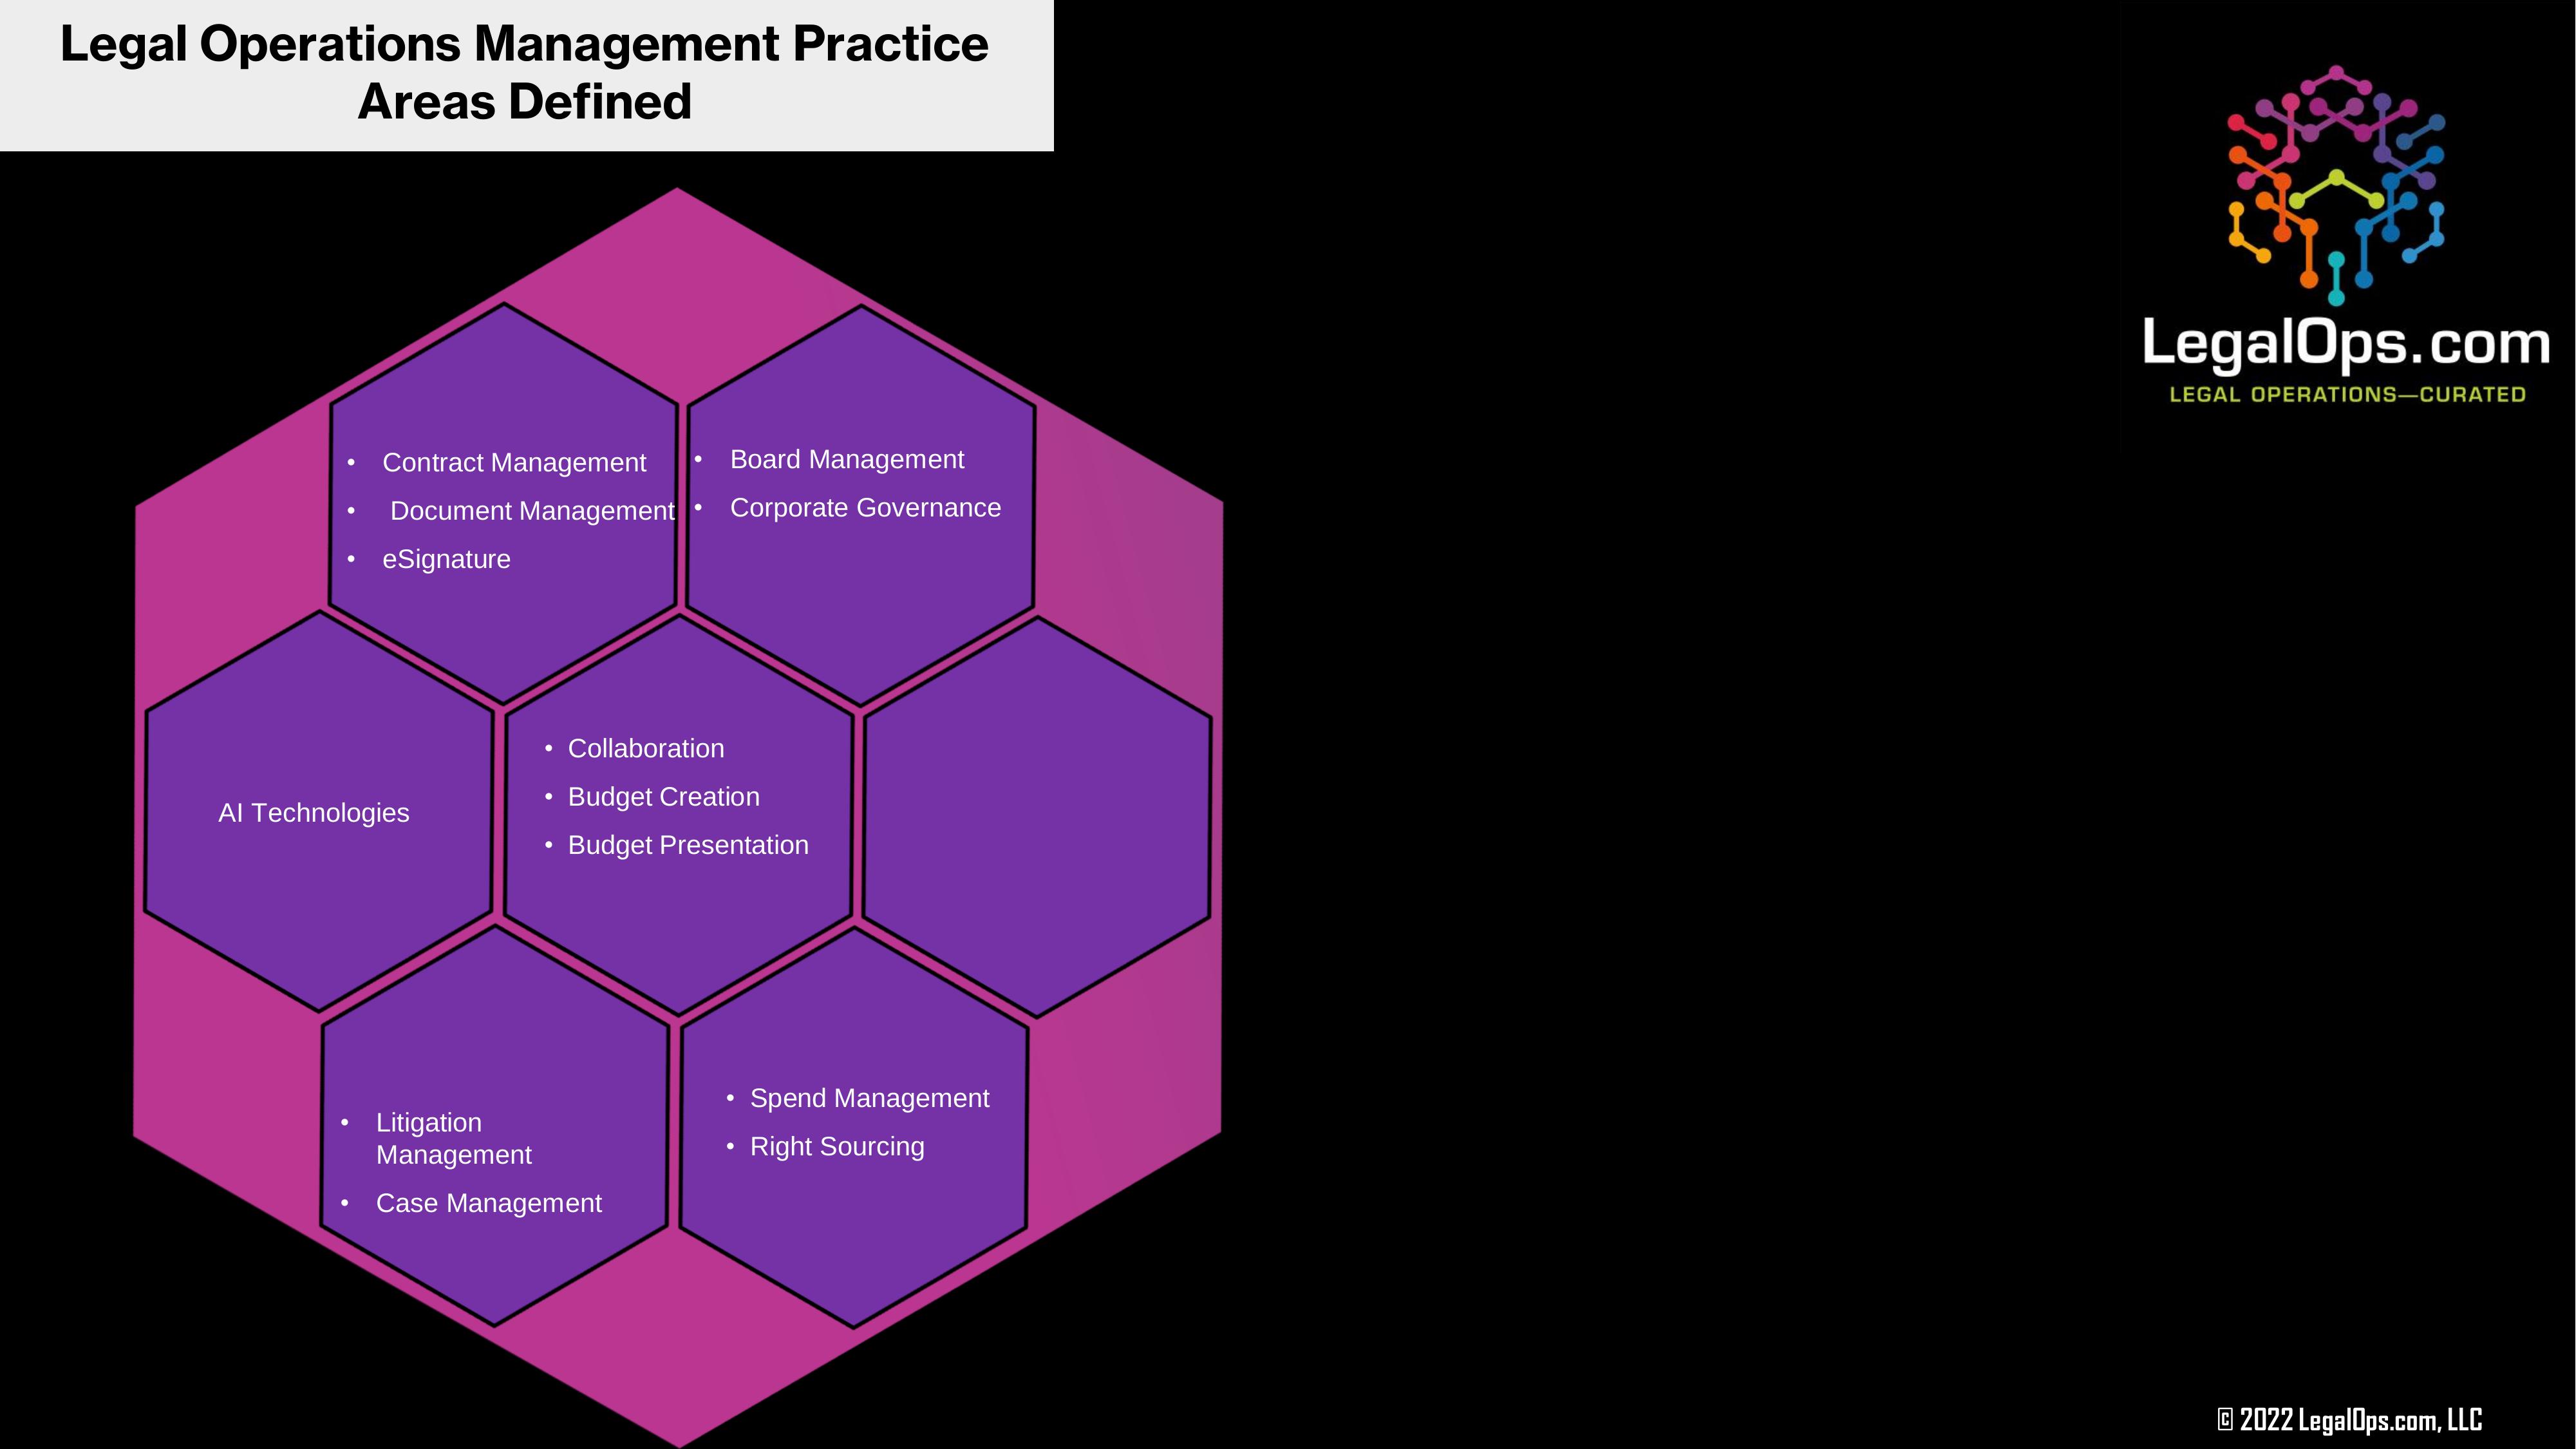 Legal Operations Management Practice
Areas Defined
LegalOps.com
LEGAL OPERATIONS—CURATED
• Contract Management
• Document Management
• eSignature
• Board Management
• Corporate Governance
AI Technologies
• Collaboration
• Budget Creation
• Budget Presentation
• Litigation
Management
• Case Management
• Spend Management
• Right Sourcing
© 2022 LegalOps.com, LLC